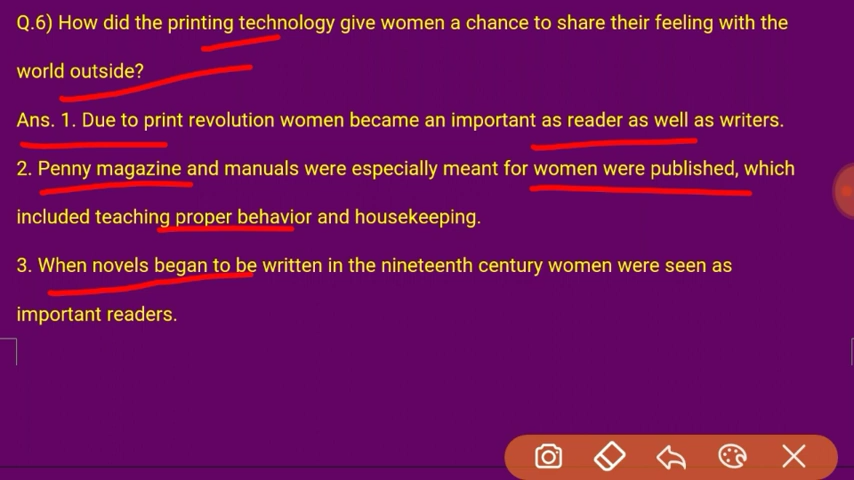 Q.6) How did the printing technology give women a chance to share their feeling with the
world outside?
Ans. 1. Due to print revolution women became an important as reader as well as writers.
2. Penny magazine and manuals were especially meant for women were published, which
included teaching proper behavior and housekeeping.
3. When novels began to be written in the nineteenth century women were seen as
important readers.